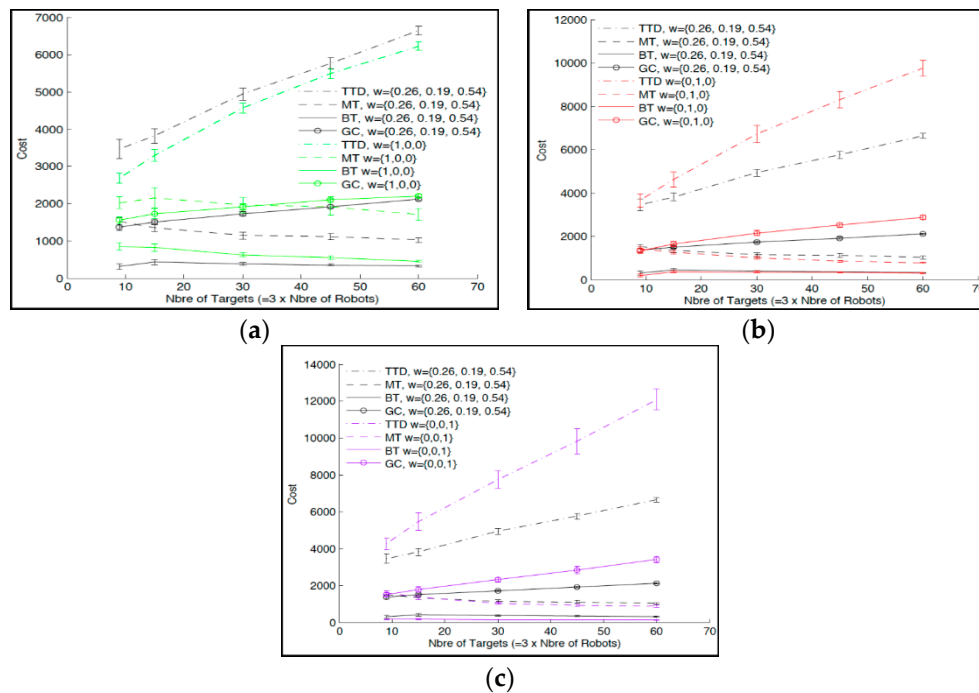 7000
6000
5000
4000
3000
2000
1000
0
Cost
0 10 20 30 40 50 60 70
Nbre of Targets (=3 x Nbre of Robots)
TTD, w={0.26, 0.19, 0.54}
MT, w={0.26, 0.19, 0.54}
BT, w={0.26, 0.19, 0.54}
GC, w={0.26, 0.19, 0.54}
TTD, w={1,0,0}
MT w={1,0,0}
BT w={1,0,0}
GC, w={1,0,0}
(a)
12000
10000
8000
6000
4000
2000
0
Cost
0 10 20 30 40 50 60 70
Nbre of Targets (=3 x Nbre of Robots)
TTD, w={0.26, 0.19, 0.54}
MT, w={0.26, 0.19, 0.54}
BT, w={0.26, 0.19, 0.54}
GC, w={0.26, 0.19, 0.54}
TTD, w={0,1,0}
MT w={0,1,0}
BT w={0,1,0}
GC, w={0,1,0}
(b)
14000
12000
10000
8000
6000
4000
2000
0
Cost
0 10 20 30 40 50 60 70
Nbre of Targets (=3 x Nbre of Robots)
TTD, w={0.26, 0.19, 0.54}
MT, w={0.26, 0.19, 0.54}
BT, w={0.26, 0.19, 0.54}
GC, w={0.26, 0.19, 0.54}
TTD w={0,0,1}
MT w={0,0,1}
BT w={0,0,1}
GC, w={0,0,1}
(c)